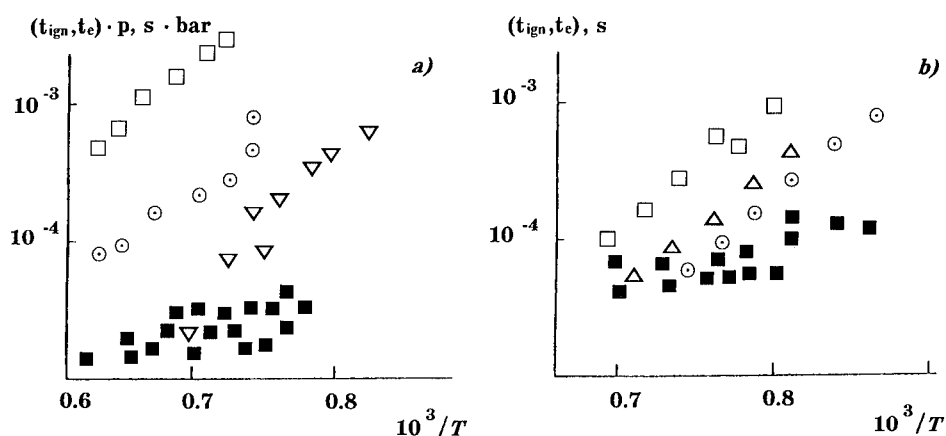 (t_ign,t_e)·p, s · bar
a)
10^-3
10^-4
0.6 0.7 0.8
10^3/T
(t_ign,t_e), s
b)
10^-3
10^-4
0.7 0.8
10^3/T